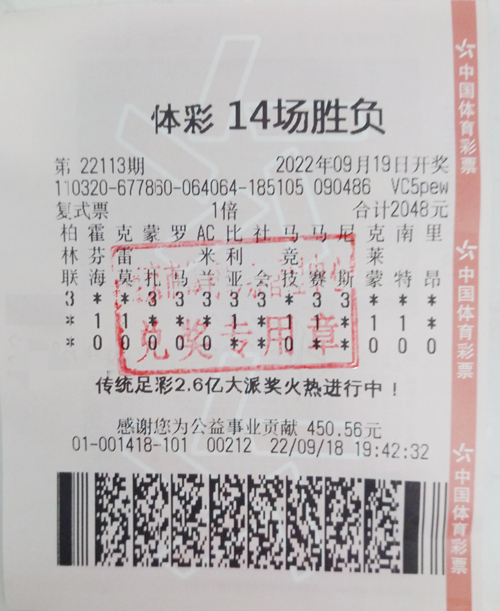 体彩 14场胜负
第 22113期 2022年09月19日开奖
110320-677860-064064-185105 090486 VC5pew
复式票 1倍 合计2048元
柏 霍 克 蒙 罗 AC 比 社 马 马 尼 克 南 里
林 芬 雷 米 利 竞 莱
联 海 莫 扎 马 兰 亚 会 技 赛 斯 蒙 特 昂
3 * * 3 3 3 3 * 3 3 * * *
* 1 1 * * * 1 * 1 1 * 1 1 *
* 0 0 0 0 0 * * * 0 0 0
兑奖专用章
传统足彩2.6亿大派奖火热进行中！
感谢您为公益事业贡献 450.56元
01-001418-101 00212 22/09/18 19:42:32
中国体育彩票
中国体育彩票
中国体育彩票